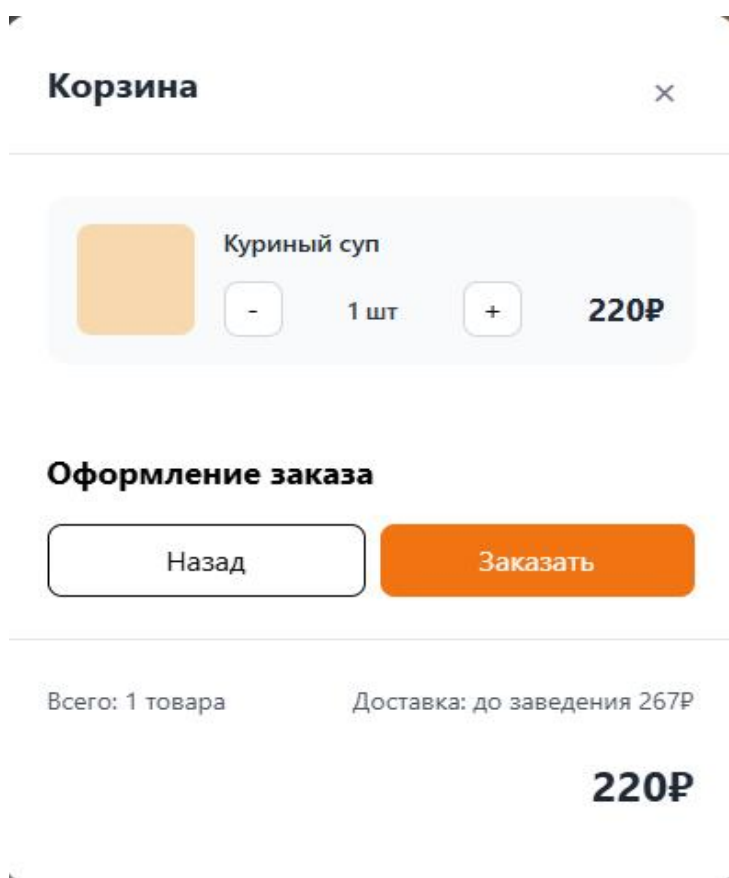 Корзина
×
Куриный суп
- 1 шт + 220₽
Оформление заказа
Назад Заказать
Всего: 1 товара Доставка: до заведения 267₽
220₽